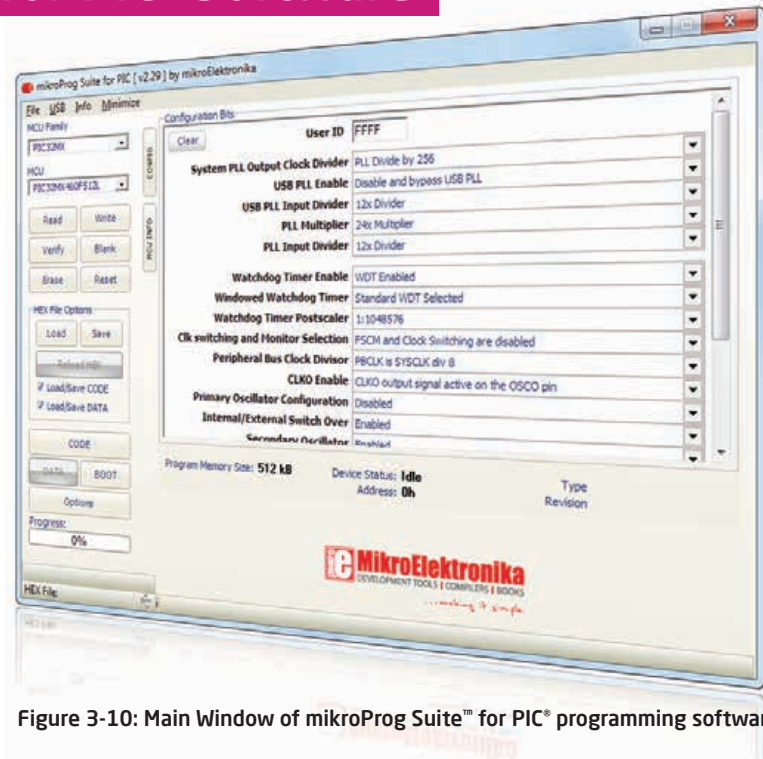 mikroProg Suite for PIC [ v2.29 ] by mikroElektronika
File USB Info Minimize
MCU Family
PIC32MX
MCU
PIC32MX460F512L
Read Write
Verify Blank
Erase Reset
HEX File Options
Load Save
Reload HEX
Load/Save CODE
Load/Save DATA
CODE
DATA BOOT
Options
Progress:
0%
HEX File:
CONFIG
MCU INFO
Configuration Bits
Clear
User ID FFFF
System PLL Output Clock Divider PLL Divide by 256
USB PLL Enable Disable and bypass USB PLL
USB PLL Input Divider 12x Divider
PLL Multiplier 24x Multiplier
PLL Input Divider 12x Divider
Watchdog Timer Enable WDT Enabled
Windowed Watchdog Timer Standard WDT Selected
Watchdog Timer Postscaler 1:1048576
Clk switching and Monitor Selection FSCM and Clock Switching are disabled
Peripheral Bus Clock Divisor PBCLK is SYSCLK div 8
CLKO Enable CLKO output signal active on the OSCO pin
Primary Oscillator Configuration Disabled
Internal/External Switch Over Enabled
Secondary Oscillator Enabled
Program Memory Size: 512 kB
Device Status: Idle
Address: 0h
Type
Revision
MikroElektronika
DEVELOPMENT TOOLS | COMPILERS | BOOKS
...making it simple
Figure 3-10: Main Window of mikroProg Suite™ for PIC® programming softwar